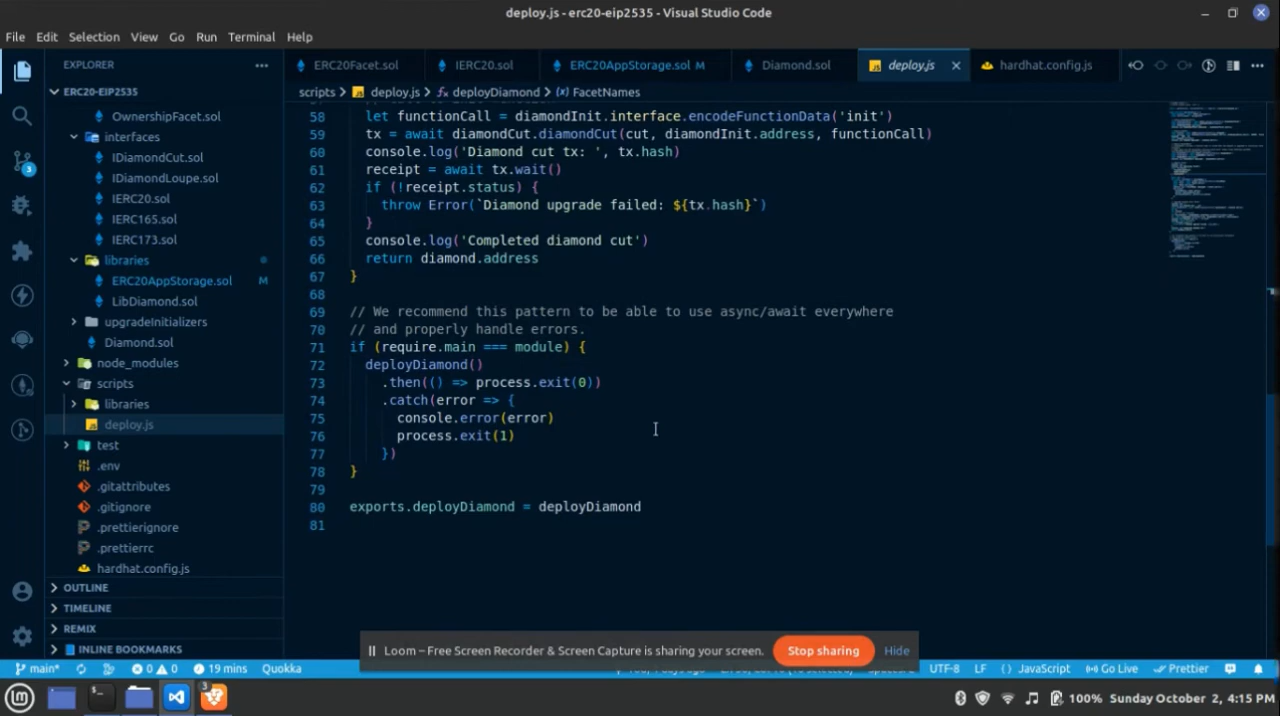 deploy.js - erc20-eip2535 - Visual Studio Code
File Edit Selection View Go Run Terminal Help
EXPLORER
ERC20Facet.sol
IERC20.sol
ERC20AppStorage.sol M
Diamond.sol
deploy.js
hardhat.config.js
ERC20-EIP2535
OwnershipFacet.sol
interfaces
IDiamondCut.sol
IDiamondLoupe.sol
IERC20.sol
IERC165.sol
IERC173.sol
libraries
ERC20AppStorage.sol M
LibDiamond.sol
upgradeInitializers
Diamond.sol
node_modules
scripts
libraries
deploy.js
test
.env
.gitattributes
.gitignore
.prettierignore
.prettierrc
hardhat.config.js
OUTLINE
TIMELINE
REMIX
INLINE BOOKMARKS
3
scripts > deploy.js > deployDiamond > FacetNames
58 let functionCall = diamondInit.interface.encodeFunctionData('init')
59 tx = await diamondCut.diamondCut(cut, diamondInit.address, functionCall)
60 console.log('Diamond cut tx: ', tx.hash)
61 receipt = await tx.wait()
62 if (!receipt.status) {
63 throw Error(`Diamond upgrade failed: ${tx.hash}`)
64 }
65 console.log('Completed diamond cut')
66 return diamond.address
67 }
68
69 // We recommend this pattern to be able to use async/await everywhere
70 // and properly handle errors.
71 if (require.main === module) {
72 deployDiamond()
73 .then(() => process.exit(0))
74 .catch(error => {
75 console.error(error)
76 process.exit(1)
77 })
78 }
79
80 exports.deployDiamond = deployDiamond
81
Loom – Free Screen Recorder & Screen Capture is sharing your screen. Stop sharing Hide
main* 0 0 19 mins Quokka
UTF-8 LF JavaScript Go Live Prettier
3
100% Sunday October 2, 4:15 PM